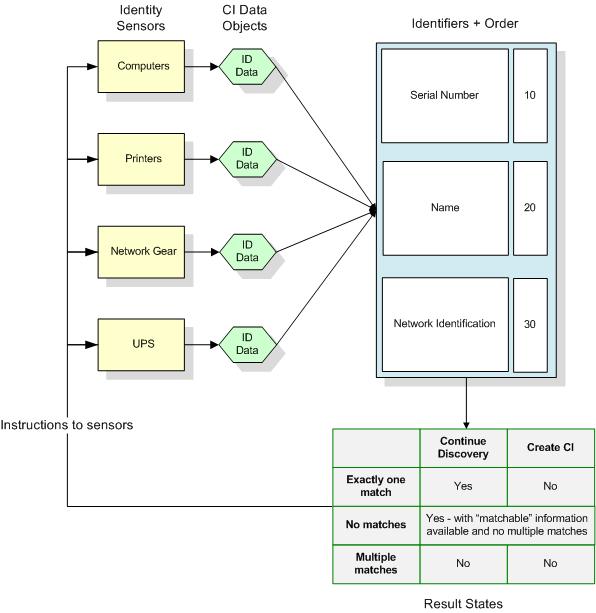 Identity
Sensors
CI Data
Objects
Identifiers + Order
Computers
ID
Data
Printers
ID
Data
Network Gear
ID
Data
UPS
ID
Data
Serial Number
10
Name
20
Network Identification
30
Instructions to sensors
Continue
Discovery
Create CI
Exactly one
match
Yes
No
No matches
Yes - with “matchable” information
available and no multiple matches
Multiple
matches
No
No
Result States